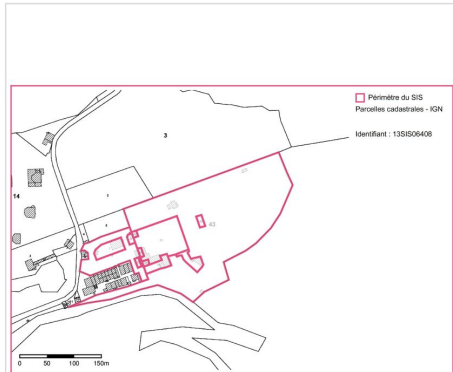 Périmètre du SIS
Parcelles cadastrales - IGN
Identifiant : 13SIS06408
3
14
43
0 50 100 150m